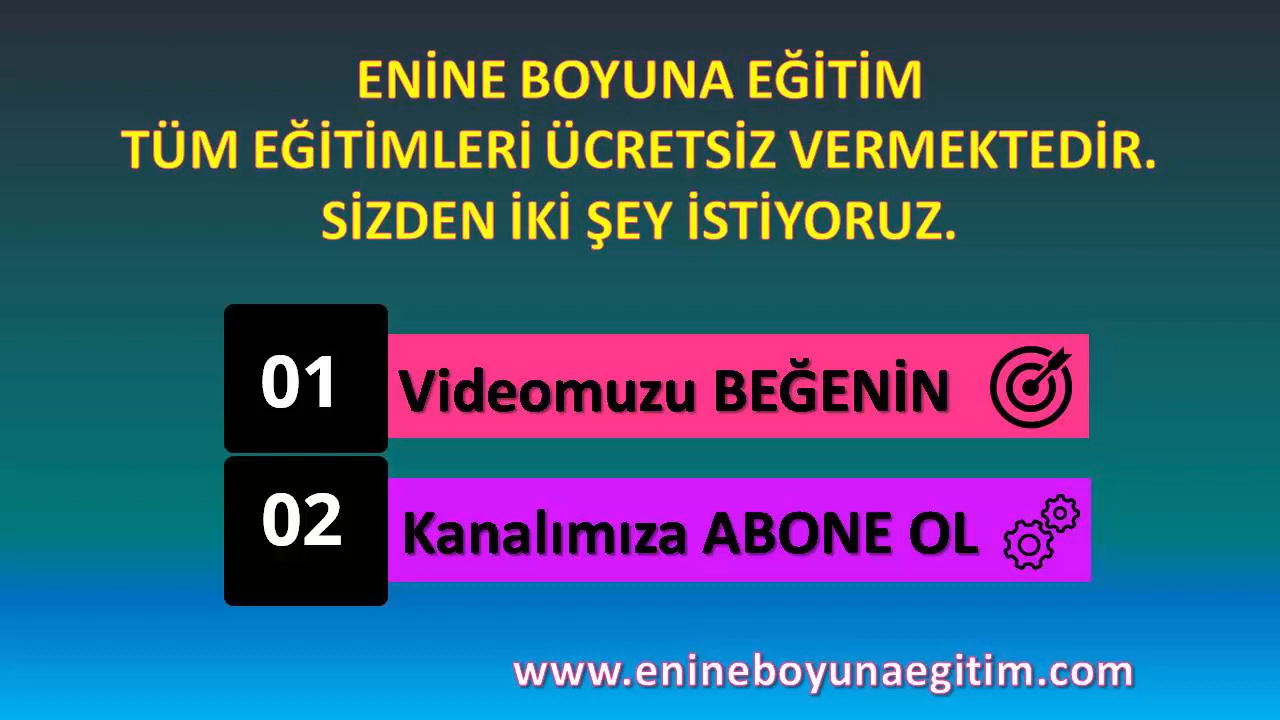 ENİNE BOYUNA EĞİTİM
TÜM EĞİTİMLERİ ÜCRETSİZ VERMEKTEDİR.
SİZDEN İKİ ŞEY İSTİYORUZ.
01 Videomuzu BEĞENİN
02 Kanalımıza ABONE OL
www.enineboyunaegitim.com